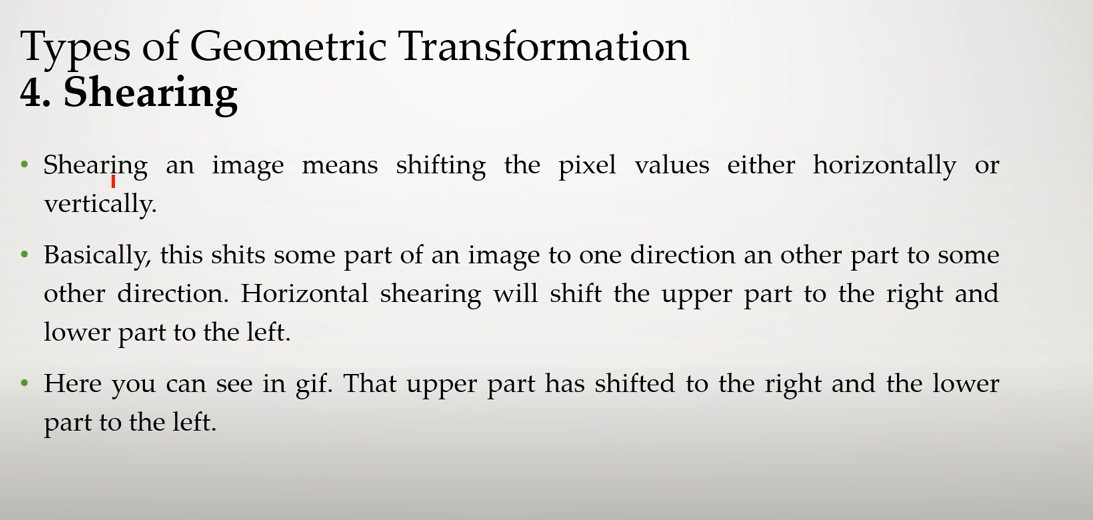 Types of Geometric Transformation
4. Shearing
• Shearing an image means shifting the pixel values either horizontally or
vertically.
• Basically, this shits some part of an image to one direction an other part to some
other direction. Horizontal shearing will shift the upper part to the right and
lower part to the left.
• Here you can see in gif. That upper part has shifted to the right and the lower
part to the left.